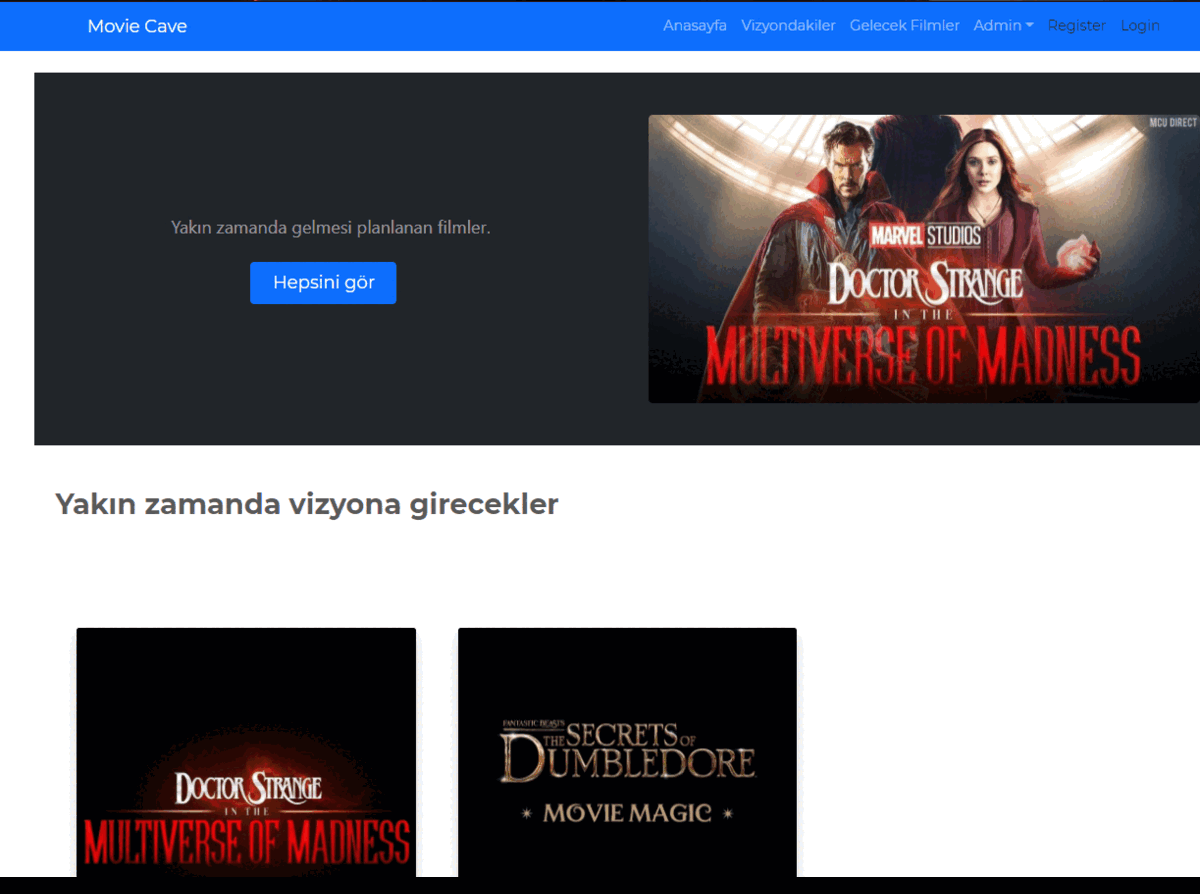 Movie Cave
Anasayfa Vizyondakiler Gelecek Filmler Admin Register Login
MCU DIRECT
Yakın zamanda gelmesi planlanan filmler.
Hepsini gör
MARVEL STUDIOS
DOCTOR STRANGE
IN THE
MULTIVERSE OF MADNESS
Yakın zamanda vizyona girecekler
DOCTOR STRANGE
IN THE
MULTIVERSE OF MADNESS
FANTASTIC BEASTS
THE SECRETS OF
DUMBLEDORE
* MOVIE MAGIC *